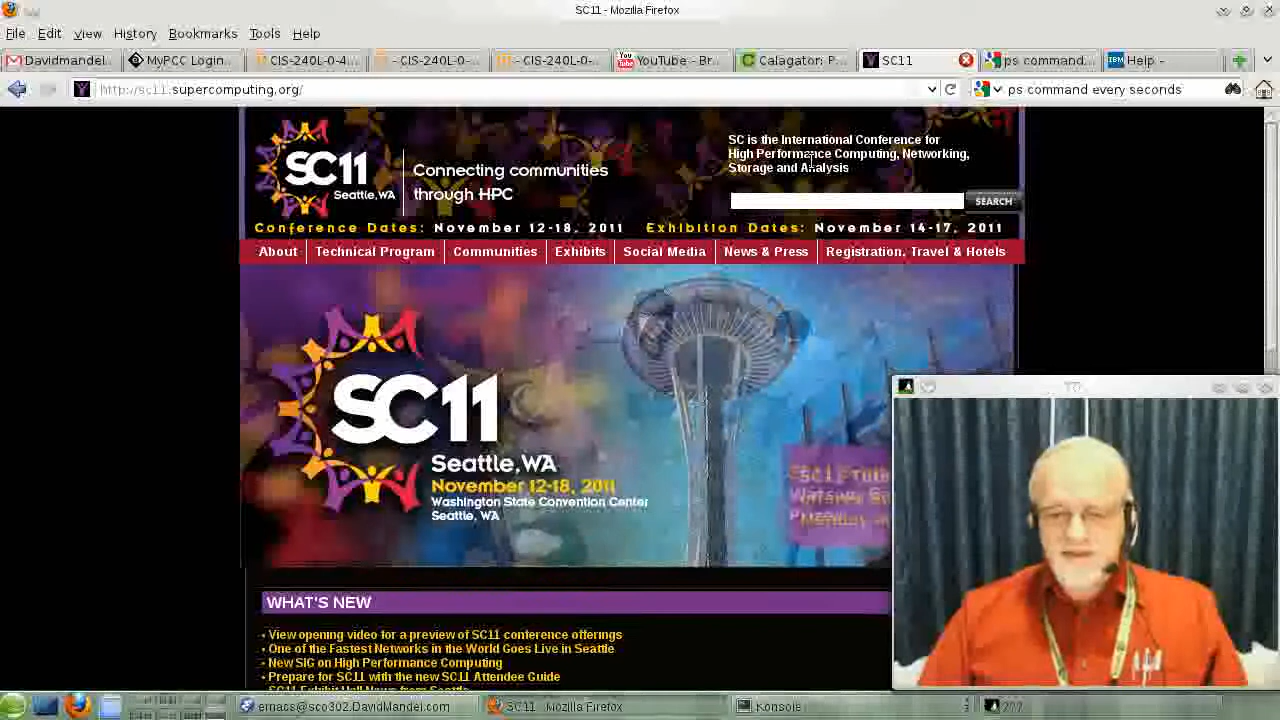 SC11 - Mozilla Firefox
File Edit View History Bookmarks Tools Help
Davidmandel... MyPCC Login... CIS-240L-0-4... - CIS-240L-0-... - CIS-240L-0-... YouTube - Br... Calagator: P... SC11 ps command... Help -
http://sc11.supercomputing.org/ ps command every seconds
SC11
Seattle,WA
Connecting communities
through HPC
SC is the International Conference for
High Performance Computing, Networking,
Storage and Analysis
SEARCH
Conference Dates: November 12-18, 2011 Exhibition Dates: November 14-17, 2011
About Technical Program Communities Exhibits Social Media News & Press Registration, Travel & Hotels
SC11
Seattle,WA
November 12-18, 2011
Washington State Convention Center
Seattle, WA
WHAT'S NEW
• View opening video for a preview of SC11 conference offerings
• One of the Fastest Networks in the World Goes Live in Seattle
• New SIG on High Performance Computing
• Prepare for SC11 with the new SC11 Attendee Guide
• SC11 Exhibit Hall News from Seattle
SC11 - Mozilla Firefox Konsole ???